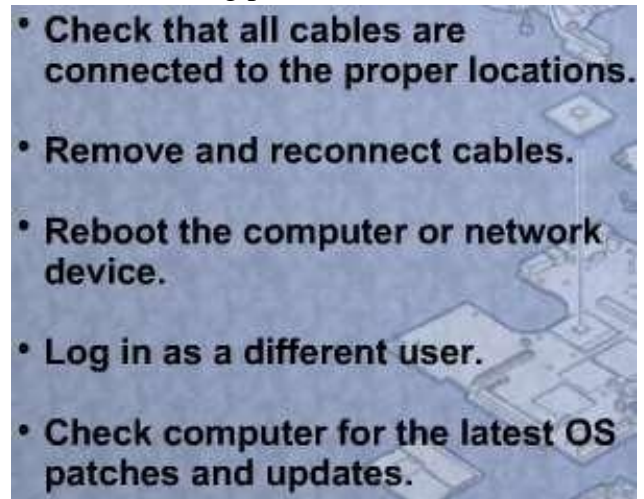 • Check that all cables are
connected to the proper locations.
• Remove and reconnect cables.
• Reboot the computer or network
device.
• Log in as a different user.
• Check computer for the latest OS
patches and updates.